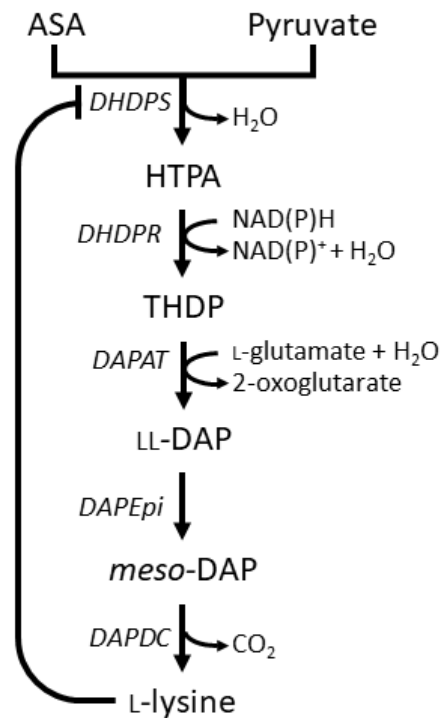 ASA Pyruvate
DHDPS
H₂O
HTPA
DHDPR
NAD(P)H
NAD(P)⁺ + H₂O
THDP
DAPAT
L-glutamate + H₂O
2-oxoglutarate
LL-DAP
DAPEpi
meso-DAP
DAPDC
CO₂
L-lysine